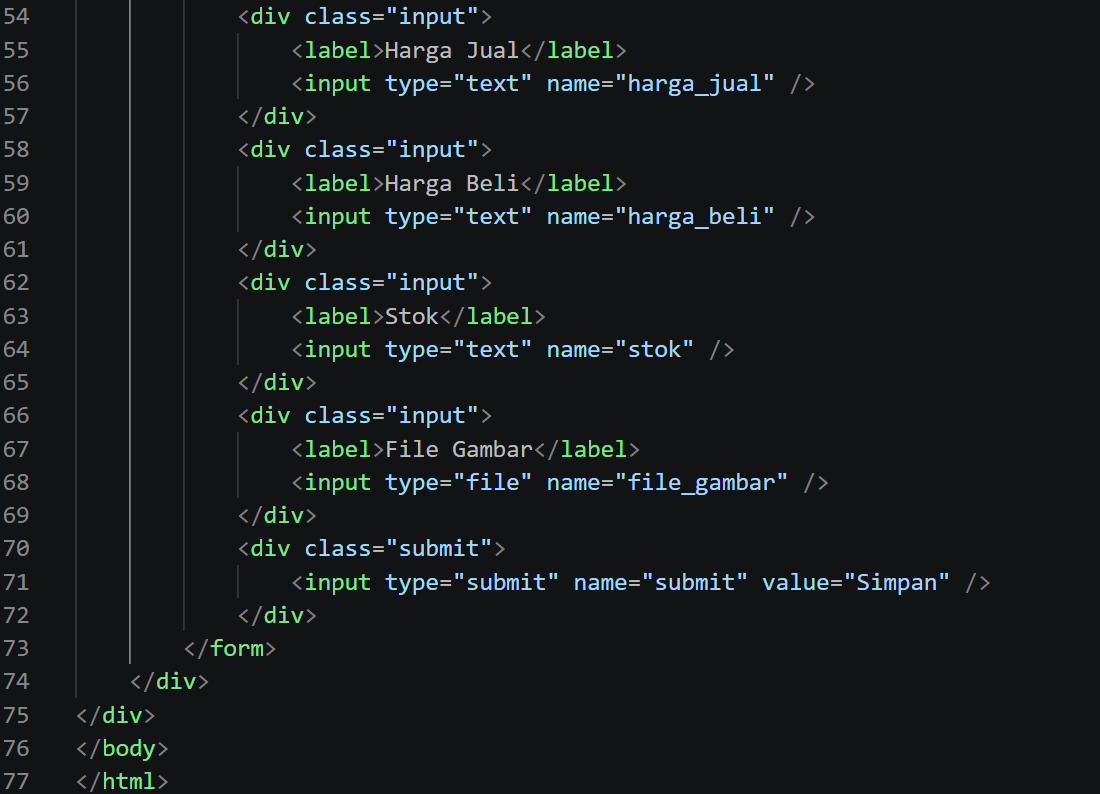 54 <div class="input">
55 <label>Harga Jual</label>
56 <input type="text" name="harga_jual" />
57 </div>
58 <div class="input">
59 <label>Harga Beli</label>
60 <input type="text" name="harga_beli" />
61 </div>
62 <div class="input">
63 <label>Stok</label>
64 <input type="text" name="stok" />
65 </div>
66 <div class="input">
67 <label>File Gambar</label>
68 <input type="file" name="file_gambar" />
69 </div>
70 <div class="submit">
71 <input type="submit" name="submit" value="Simpan" />
72 </div>
73 </form>
74 </div>
75 </div>
76 </body>
77 </html>